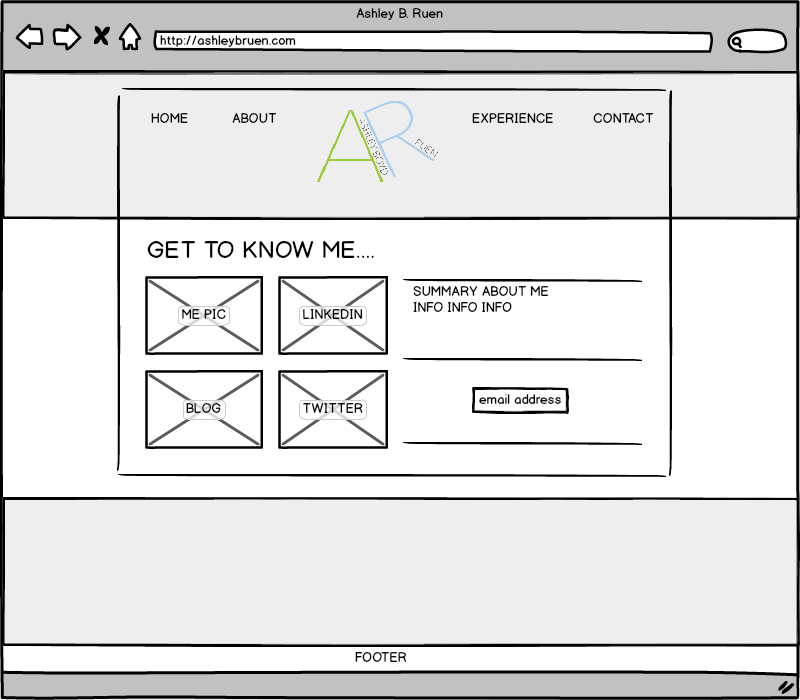 Ashley B. Ruen
http://ashleybruen.com
HOME ABOUT EXPERIENCE CONTACT
AR
ASHLEY BOYD
RUEN
GET TO KNOW ME....
ME PIC LINKEDIN
SUMMARY ABOUT ME
INFO INFO INFO
BLOG TWITTER
email address
FOOTER